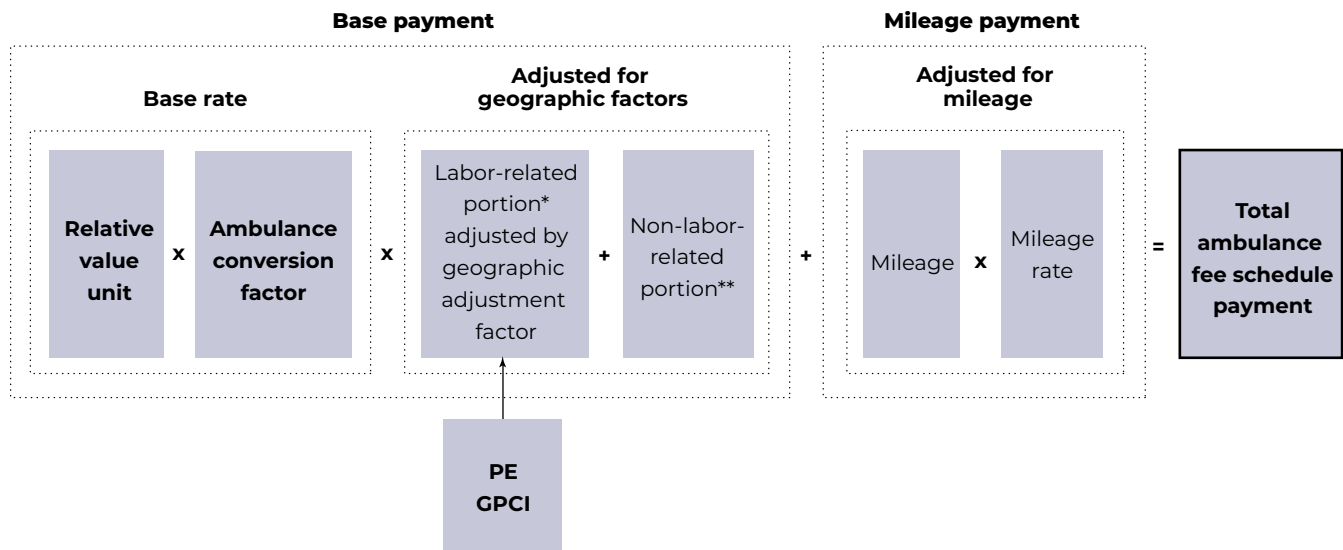 Base payment
Mileage payment
Base rate
Adjusted for
geographic factors
Adjusted for
mileage
Relative
value
unit
x
Ambulance
conversion
factor
x
Labor-related
portion*
adjusted by
geographic
adjustment
factor
+
Non-labor-
related
portion**
+
Mileage
x
Mileage
rate
=
Total
ambulance
fee schedule
payment
PE
GPCI